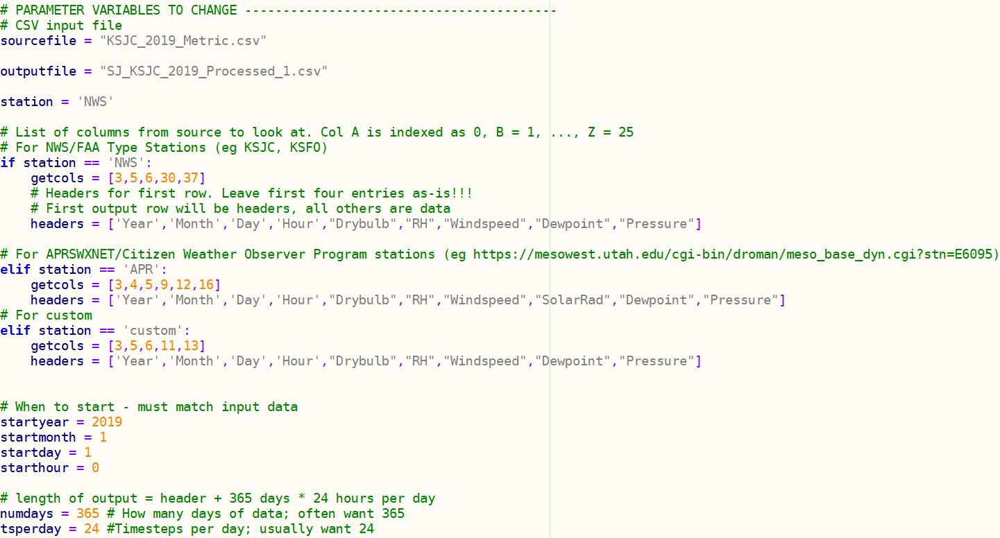 # PARAMETER VARIABLES TO CHANGE -----------------------------------------
# CSV input file
sourcefile = "KSJC_2019_Metric.csv"
outputfile = "SJ_KSJC_2019_Processed_1.csv"
station = 'NWS'
# List of columns from source to look at. Col A is indexed as 0, B = 1, ..., Z = 25
# For NWS/FAA Type Stations (eg KSJC, KSFO)
if station == 'NWS':
    getcols = [3,5,6,30,37]
    # Headers for first row. Leave first four entries as-is!!!
    # First output row will be headers, all others are data
    headers = ['Year','Month','Day','Hour',"Drybulb","RH","Windspeed","Dewpoint","Pressure"]
# For APRSWXNET/Citizen Weather Observer Program stations (eg https://mesowest.utah.edu/cgi-bin/droman/meso_base_dyn.cgi?stn=E6095)
elif station == 'APR':
    getcols = [3,4,5,9,12,16]
    headers = ['Year','Month','Day','Hour',"Drybulb","RH","Windspeed","SolarRad","Dewpoint","Pressure"]
# For custom
elif station == 'custom':
    getcols = [3,5,6,11,13]
    headers = ['Year','Month','Day','Hour',"Drybulb","RH","Windspeed","Dewpoint","Pressure"]
# When to start - must match input data
startyear = 2019
startmonth = 1
startday = 1
starthour = 0
# length of output = header + 365 days * 24 hours per day
numdays = 365 # How many days of data; often want 365
tsperday = 24 #Timesteps per day; usually want 24